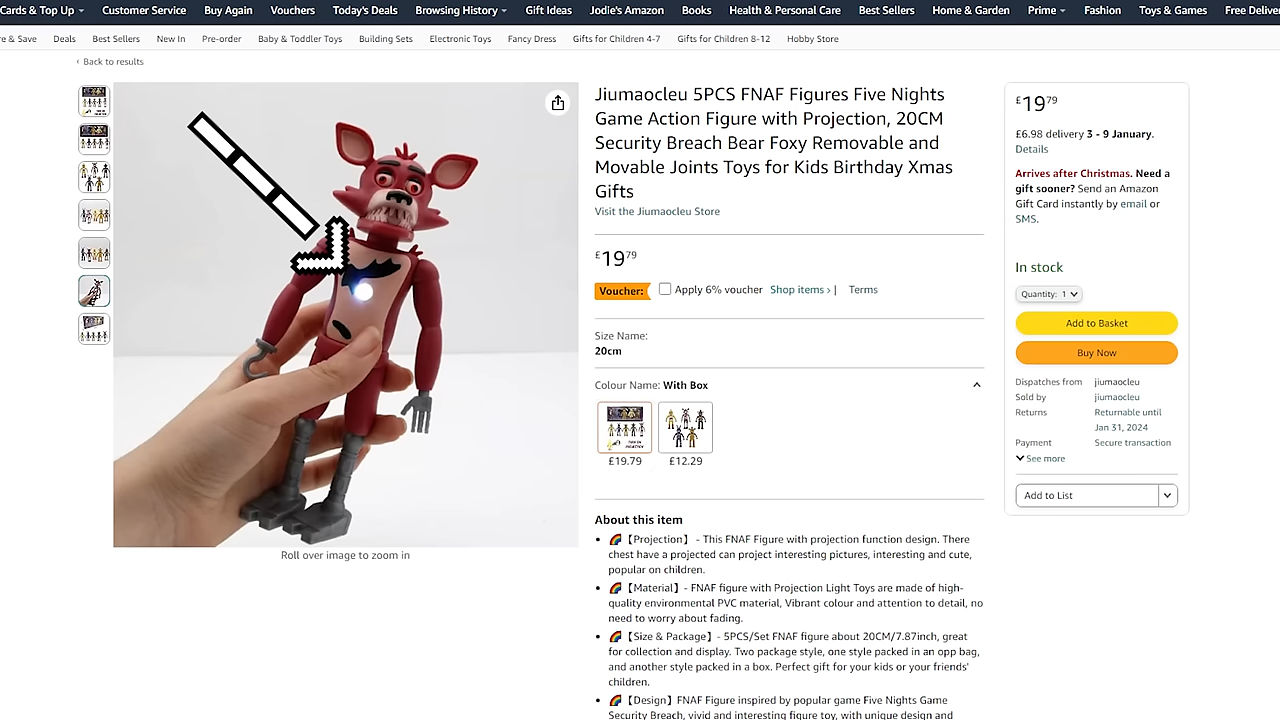 Cards & Top Up Customer Service Buy Again Vouchers Today's Deals Browsing History Gift Ideas Jodie's Amazon Books Health & Personal Care Best Sellers Home & Garden Prime Fashion Toys & Games Free
& Save Deals Best Sellers New In Pre-order Baby & Toddler Toys Building Sets Electronic Toys Fancy Dress Gifts for Children 4-7 Gifts for Children 8-12 Hobby Store
‹ Back to results
Jiumaocleu 5PCS FNAF Figures Five Nights
Game Action Figure with Projection, 20CM
Security Breach Bear Foxy Removable and
Movable Joints Toys for Kids Birthday Xmas
Gifts
Visit the Jiumaocleu Store
£19 79
Voucher: Apply 6% voucher Shop items › | Terms
Size Name:
20cm
Colour Name: With Box
£19.79 £12.29
About this item
• 🌈【Projection】 - This FNAF Figure with projection function design. There
chest have a projected can project interesting pictures, interesting and cute,
popular on children.
• 🌈【Material】- FNAF figure with Projection Light Toys are made of high-
quality environmental PVC material, Vibrant colour and attention to detail, no
need to worry about fading.
• 🌈【Size & Package】- 5PCS/Set FNAF figure about 20CM/7.87inch, great
for collection and display. Two package style, one style packed in an opp bag,
and another style packed in a box. Perfect gift for your kids or your friends'
children.
• 🌈【Design】FNAF Figure inspired by popular game Five Nights Game
Security Breach, vivid and interesting figure toy, with unique design and
Roll over image to zoom in
£19 79
£6.98 delivery 3 - 9 January.
Details
Arrives after Christmas. Need a
gift sooner? Send an Amazon
Gift Card instantly by email or
SMS.
In stock
Quantity: 1
Add to Basket
Buy Now
Dispatches from jiumaocleu
Sold by jiumaocleu
Returns Returnable until
Jan 31, 2024
Payment Secure transaction
See more
Add to List